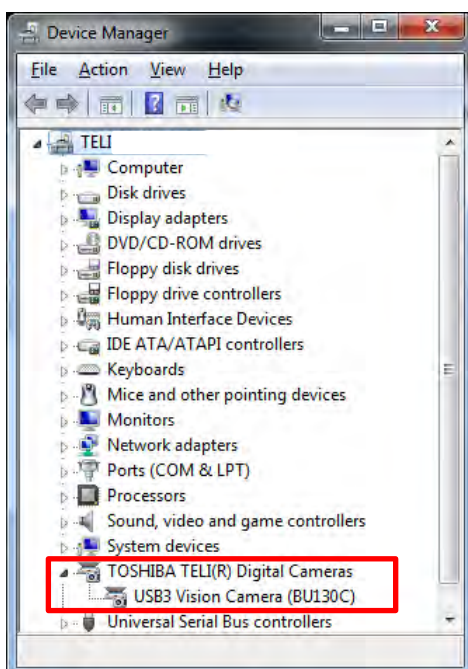 Device Manager
File Action View Help
TELI
Computer
Disk drives
Display adapters
DVD/CD-ROM drives
Floppy disk drives
Floppy drive controllers
Human Interface Devices
IDE ATA/ATAPI controllers
Keyboards
Mice and other pointing devices
Monitors
Network adapters
Ports (COM & LPT)
Processors
Sound, video and game controllers
System devices
TOSHIBA TELI(R) Digital Cameras
USB3 Vision Camera (BU130C)
Universal Serial Bus controllers